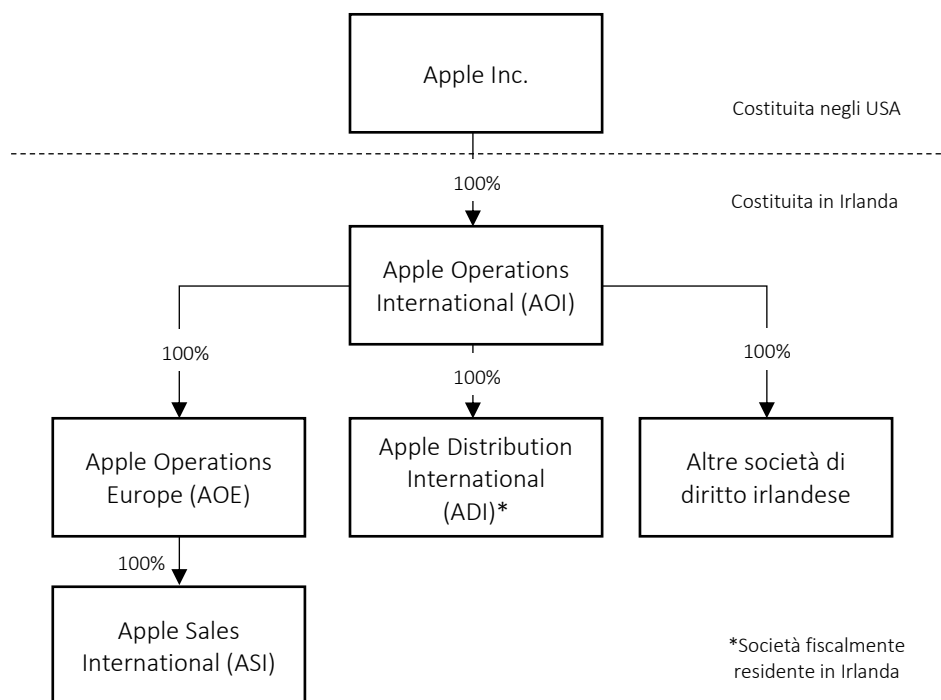 Apple Inc.
Costituita negli USA
100%
Costituita in Irlanda
Apple Operations
International (AOI)
100%
100%
100%
Apple Operations
Europe (AOE)
Apple Distribution
International
(ADI)*
Altre società di
diritto irlandese
100%
Apple Sales
International (ASI)
*Società fiscalmente
residente in Irlanda